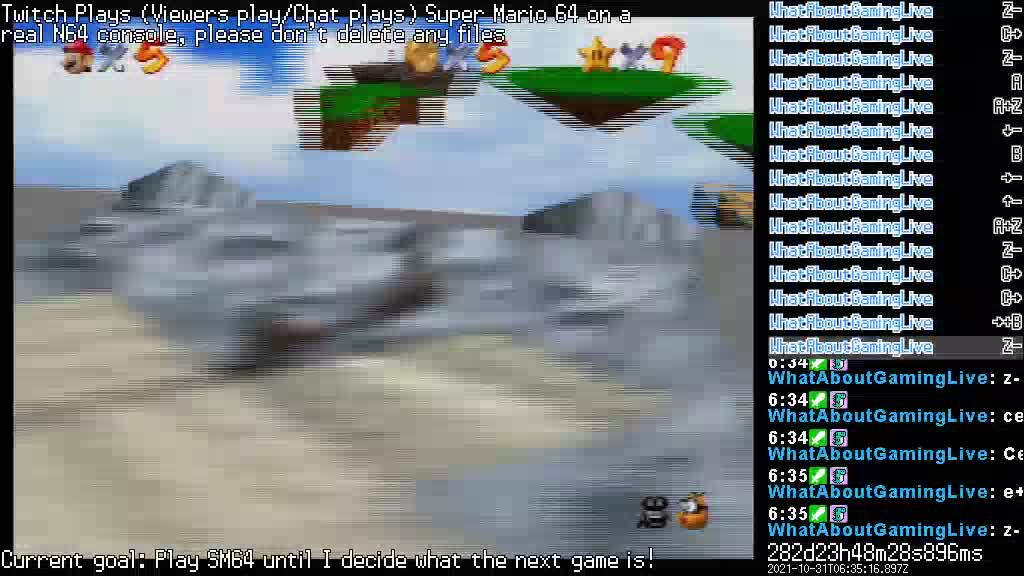 Twitch Plays (Viewers play/Chat plays) Super Mario 64 on a
real N64 console, please don't delete any files
5 5 9
WhatAboutGamingLive Z-
WhatAboutGamingLive C→
WhatAboutGamingLive Z-
WhatAboutGamingLive A
WhatAboutGamingLive A+Z
WhatAboutGamingLive ↓-
WhatAboutGamingLive B
WhatAboutGamingLive →-
WhatAboutGamingLive ↑-
WhatAboutGamingLive A+Z
WhatAboutGamingLive Z-
WhatAboutGamingLive C→
WhatAboutGamingLive C→
WhatAboutGamingLive →+B
WhatAboutGamingLive Z-
6:34
WhatAboutGamingLive: z-
6:34
WhatAboutGamingLive: ce
6:34
WhatAboutGamingLive: Ce
6:35
WhatAboutGamingLive: e+
6:35
WhatAboutGamingLive: z-
Current goal: Play SM64 until I decide what the next game is!
282d23h48m28s896ms
2021-10-31T06:35:16.897Z